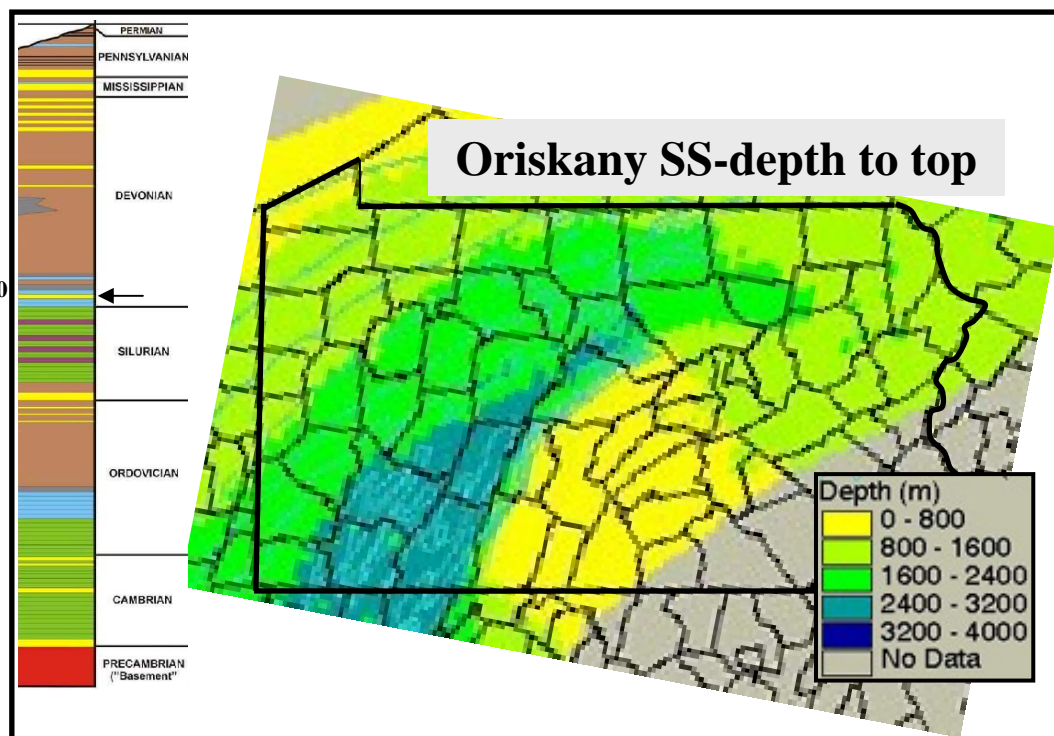 PERMIAN
PENNSYLVANIAN
MISSISSIPPIAN
DEVONIAN
0
SILURIAN
ORDOVICIAN
CAMBRIAN
PRECAMBRIAN
("Basement"
Oriskany SS-depth to top
Depth (m)
0 - 800
800 - 1600
1600 - 2400
2400 - 3200
3200 - 4000
No Data